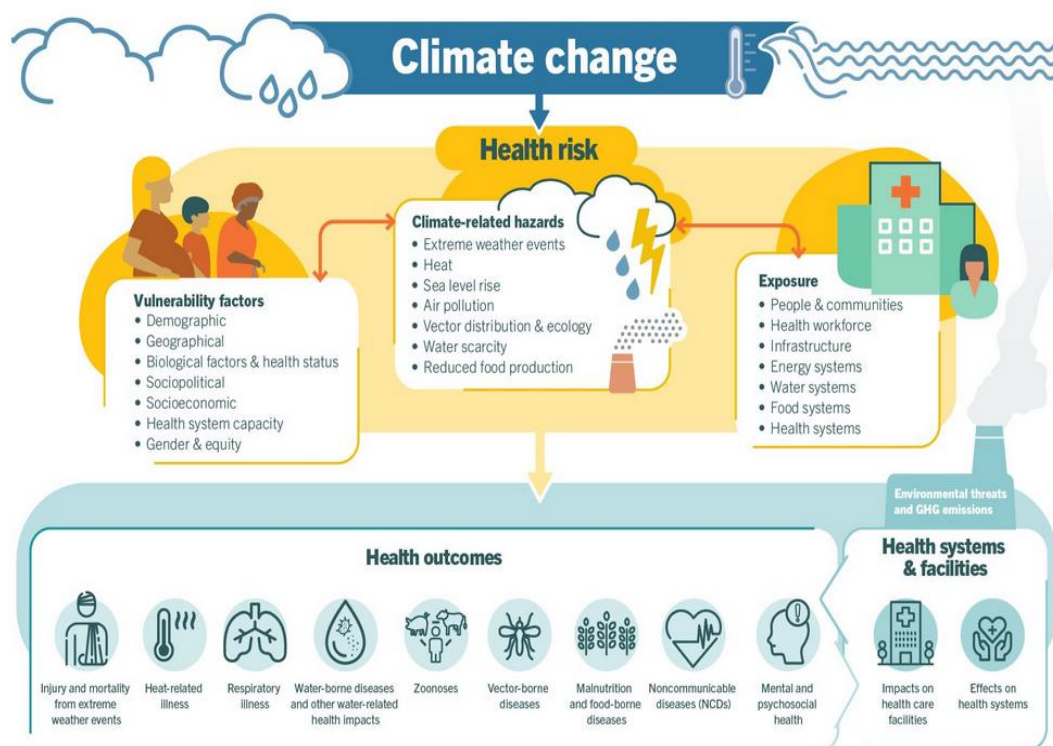 Climate change
Health risk
Vulnerability factors
• Demographic
• Geographical
• Biological factors & health status
• Sociopolitical
• Socioeconomic
• Health system capacity
• Gender & equity
Climate-related hazards
• Extreme weather events
• Heat
• Sea level rise
• Air pollution
• Vector distribution & ecology
• Water scarcity
• Reduced food production
Exposure
• People & communities
• Health workforce
• Infrastructure
• Energy systems
• Water systems
• Food systems
• Health systems
Environmental threats
and GHG emissions
Health outcomes
Injury and mortality
from extreme
weather events
Heat-related
illness
Respiratory
illness
Water-borne diseases
and other water-related
health impacts
Zoonoses
Vector-borne
diseases
Malnutrition
and food-borne
diseases
Noncommunicable
diseases (NCDs)
Mental and
psychosocial
health
Health systems
& facilities
Impacts on
health care
facilities
Effects on
health systems